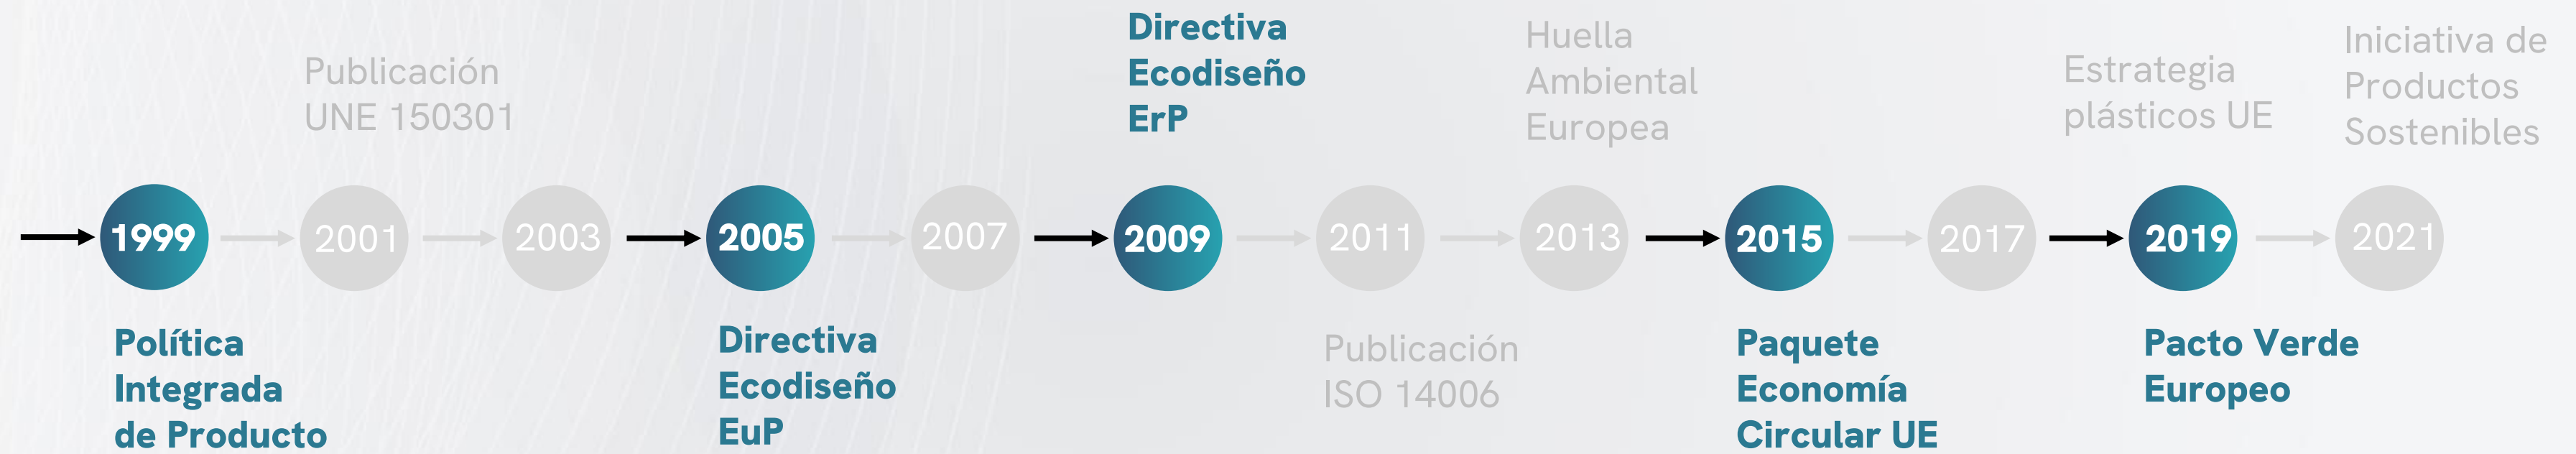 Publicación
UNE 150301
Directiva
Ecodiseño
ErP
Huella
Ambiental
Europea
Estrategia
plásticos UE
Iniciativa de
Productos
Sostenibles
1999
2001
2003
2005
2007
2009
2011
2013
2015
2017
2019
2021
Política
Integrada
de Producto
Directiva
Ecodiseño
EuP
Publicación
ISO 14006
Paquete
Economía
Circular UE
Pacto Verde
Europeo